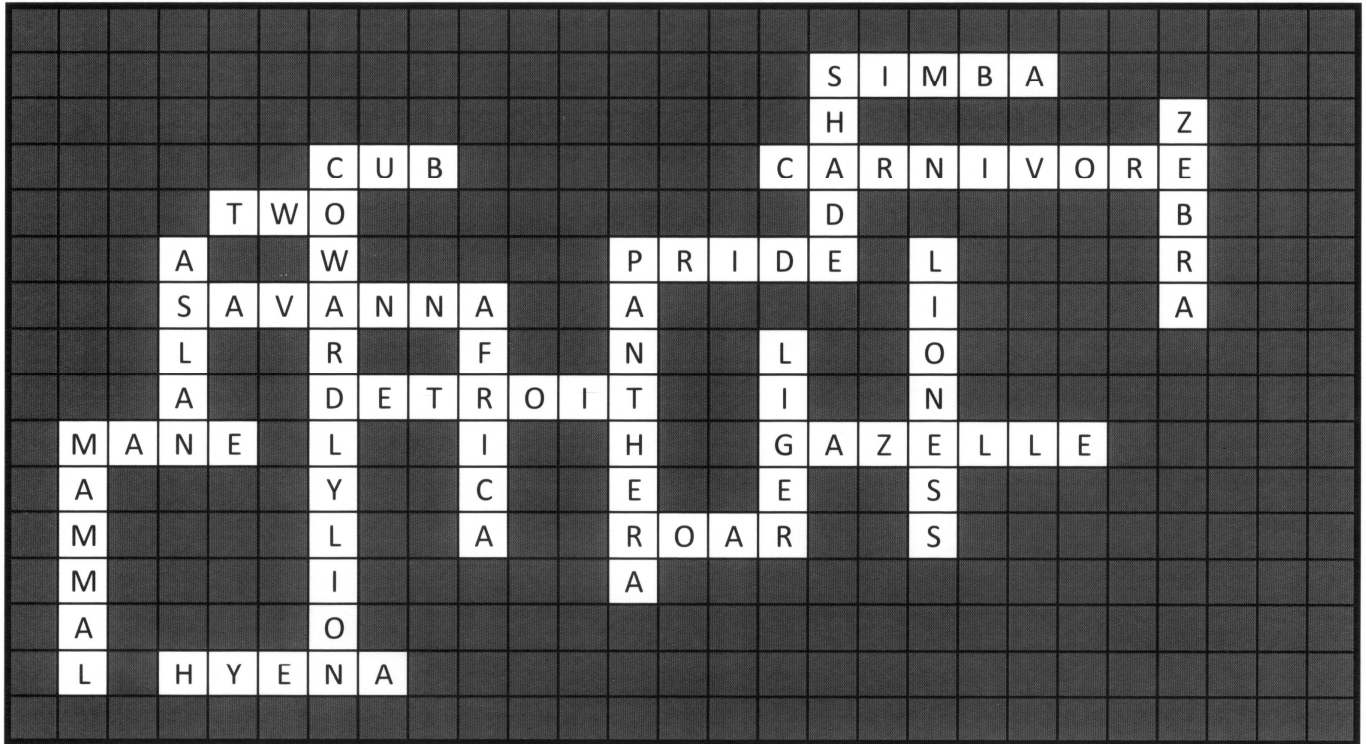 S I M B A
H Z
C U B C A R N I V O R E
T W O D B
A W P R I D E L R
S A V A N N A A I A
L R F N L O
A D E T R O I T I N
M A N E L I H G A Z E L L E
A Y C E E S
M L A R O A R S
M I A
A O
L H Y E N A